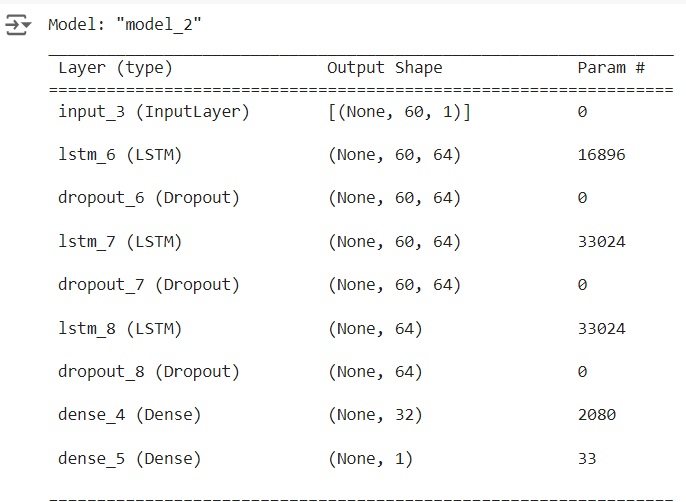 Model: "model_2"
Layer (type) Output Shape Param #
input_3 (InputLayer) [(None, 60, 1)] 0
lstm_6 (LSTM) (None, 60, 64) 16896
dropout_6 (Dropout) (None, 60, 64) 0
lstm_7 (LSTM) (None, 60, 64) 33024
dropout_7 (Dropout) (None, 60, 64) 0
lstm_8 (LSTM) (None, 64) 33024
dropout_8 (Dropout) (None, 64) 0
dense_4 (Dense) (None, 32) 2080
dense_5 (Dense) (None, 1) 33